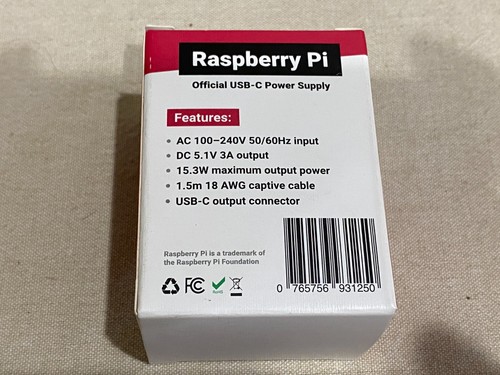 Raspberry Pi
Official USB-C Power Supply
Features:
• AC 100–240V 50/60Hz input
• DC 5.1V 3A output
• 15.3W maximum output power
• 1.5m 18 AWG captive cable
• USB-C output connector
Raspberry Pi is a trademark of
the Raspberry Pi Foundation
FC RoHS
0 765756 931250